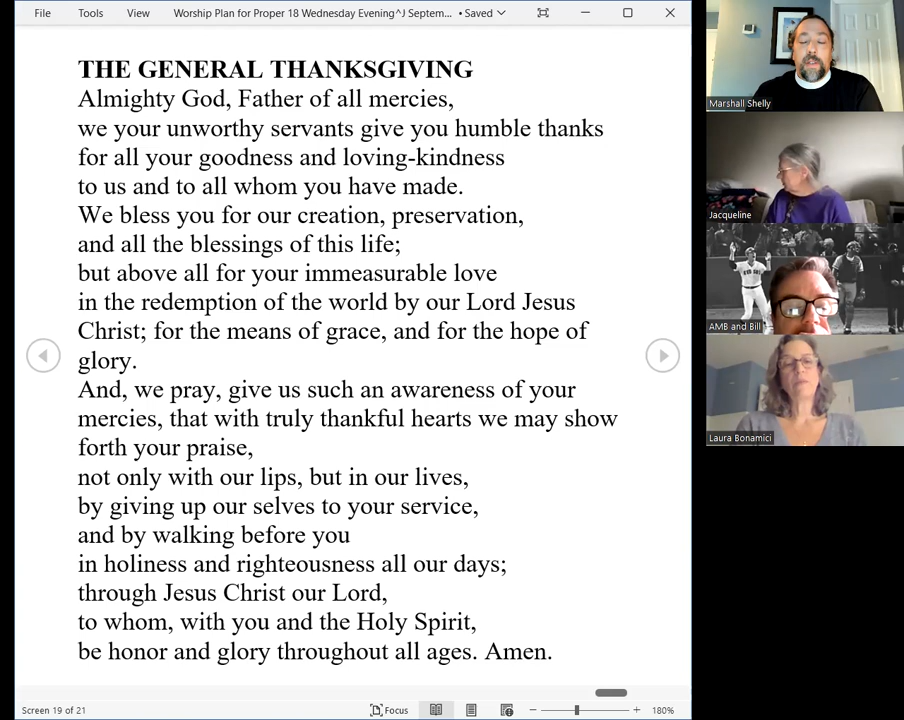 File Tools View Worship Plan for Proper 18 Wednesday Evening^J Septem... • Saved
THE GENERAL THANKSGIVING
Almighty God, Father of all mercies,
we your unworthy servants give you humble thanks
for all your goodness and loving-kindness
to us and to all whom you have made.
We bless you for our creation, preservation,
and all the blessings of this life;
but above all for your immeasurable love
in the redemption of the world by our Lord Jesus
Christ; for the means of grace, and for the hope of
glory.
And, we pray, give us such an awareness of your
mercies, that with truly thankful hearts we may show
forth your praise,
not only with our lips, but in our lives,
by giving up our selves to your service,
and by walking before you
in holiness and righteousness all our days;
through Jesus Christ our Lord,
to whom, with you and the Holy Spirit,
be honor and glory throughout all ages. Amen.
Screen 19 of 21 Focus 180%
Marshall Shelly
Jacqueline
AMB and Bill
Laura Bonamici